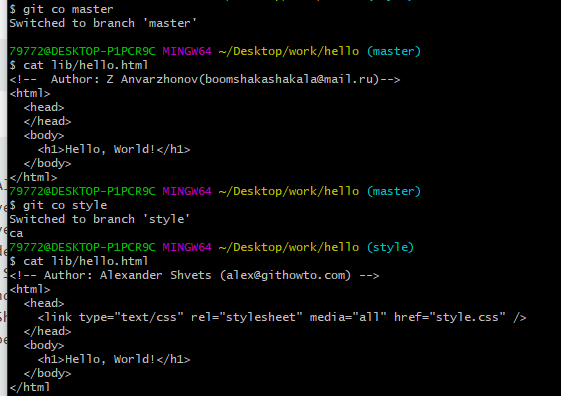 $ git co master
Switched to branch 'master'
79772@DESKTOP-P1PCR9C MINGW64 ~/Desktop/work/hello (master)
$ cat lib/hello.html
<!--  Author: Z Anvarzhonov(boomshakashakala@mail.ru)-->
<html>
  <head>
  </head>
  <body>
    <h1>Hello, World!</h1>
  </body>
</html>
79772@DESKTOP-P1PCR9C MINGW64 ~/Desktop/work/hello (master)
$ git co style
Switched to branch 'style'
ca
79772@DESKTOP-P1PCR9C MINGW64 ~/Desktop/work/hello (style)
$ cat lib/hello.html
<!-- Author: Alexander Shvets (alex@githowto.com) -->
<html>
  <head>
    <link type="text/css" rel="stylesheet" media="all" href="style.css" />
  </head>
  <body>
    <h1>Hello, World!</h1>
  </body>
</html